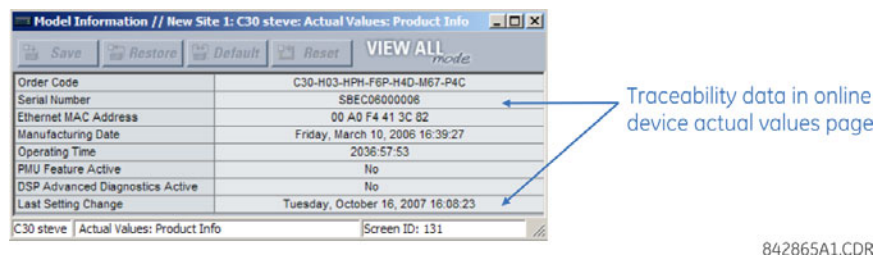 Model Information // New Site 1: C30 steve: Actual Values: Product Info
Save Restore Default Reset VIEW ALL mode
Order Code C30-H03-HPH-F6P-H4D-M67-P4C
Serial Number SBEC06000006
Ethernet MAC Address 00 A0 F4 41 3C 82
Manufacturing Date Friday, March 10, 2006 16:39:27
Operating Time 2036:57:53
PMU Feature Active No
DSP Advanced Diagnostics Active No
Last Setting Change Tuesday, October 16, 2007 16:08:23
C30 steve Actual Values: Product Info Screen ID: 131
Traceability data in online
device actual values page
842865A1.CDR